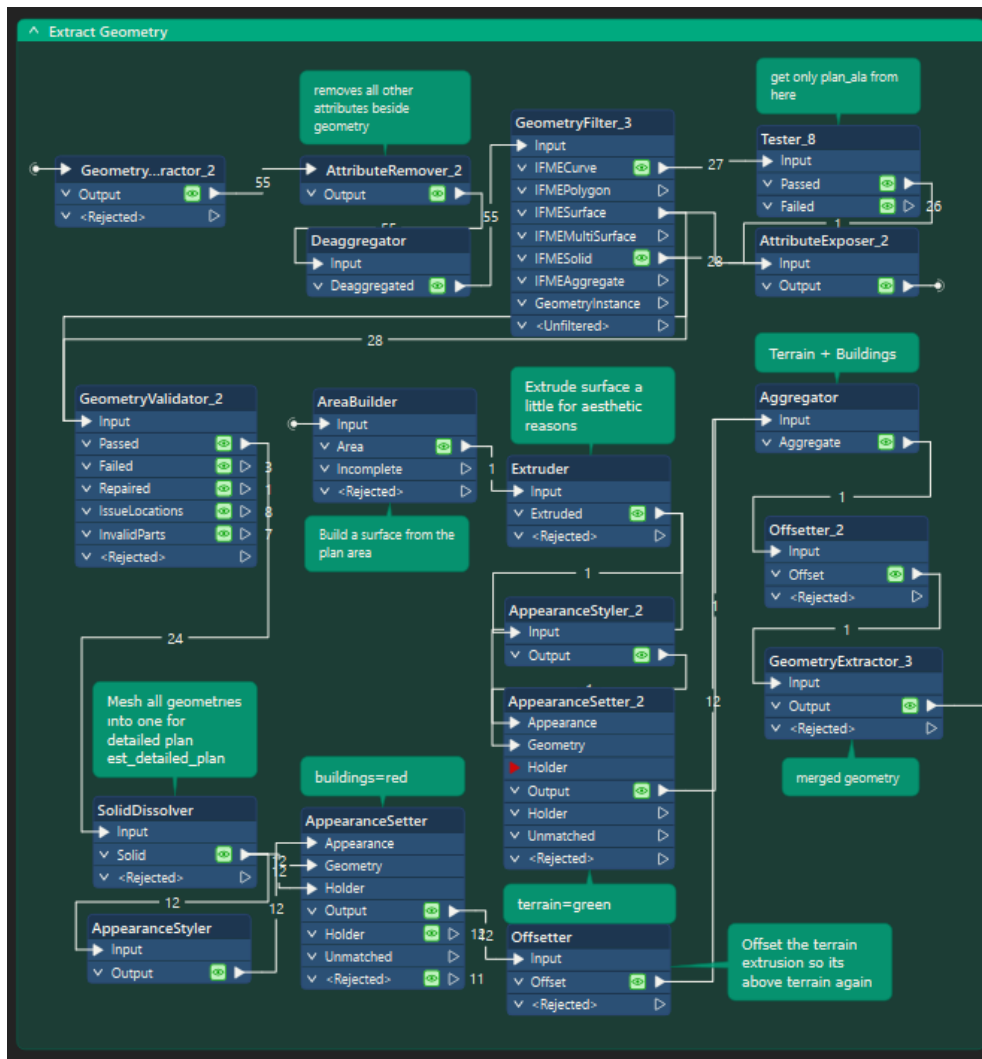 Extract Geometry
removes all other
attributes beside
geometry
get only plan_ala from
here
Geometry...ractor_2
Output
<Rejected>
55
AttributeRemover_2
Output
55
55
Deaggregator
Input
Deaggregated
GeometryFilter_3
Input
IFMECurve
IFMEPolygon
IFMESurface
IFMEMultiSurface
IFMESolid
IFMEAggregate
GeometryInstance
<Unfiltered>
27
28
28
Tester_8
Input
Passed
Failed
26
1
AttributeExposer_2
Input
Output
GeometryValidator_2
Input
Passed
Failed
3
Repaired
1
IssueLocations
8
InvalidParts
7
<Rejected>
24
AreaBuilder
Input
Area
Incomplete
<Rejected>
1
Build a surface from the
plan area
Extrude surface a
little for aesthetic
reasons
Extruder
Input
Extruded
<Rejected>
1
AppearanceStyler_2
Input
Output
1
AppearanceSetter_2
Appearance
Geometry
Holder
Output
Holder
Unmatched
<Rejected>
terrain=green
1
12
Terrain + Buildings
Aggregator
Input
Aggregate
1
Offsetter_2
Input
Offset
<Rejected>
1
GeometryExtractor_3
Input
Output
<Rejected>
merged geometry
Mesh all geometries
into one for
detailed plan
est_detailed_plan
SolidDissolver
Input
Solid
<Rejected>
12
12
12
12
AppearanceStyler
Input
Output
buildings=red
AppearanceSetter
Appearance
Geometry
Holder
Output
Holder
12
Unmatched
<Rejected>
11
Offsetter
Input
Offset
<Rejected>
Offset the terrain
extrusion so its
above terrain again